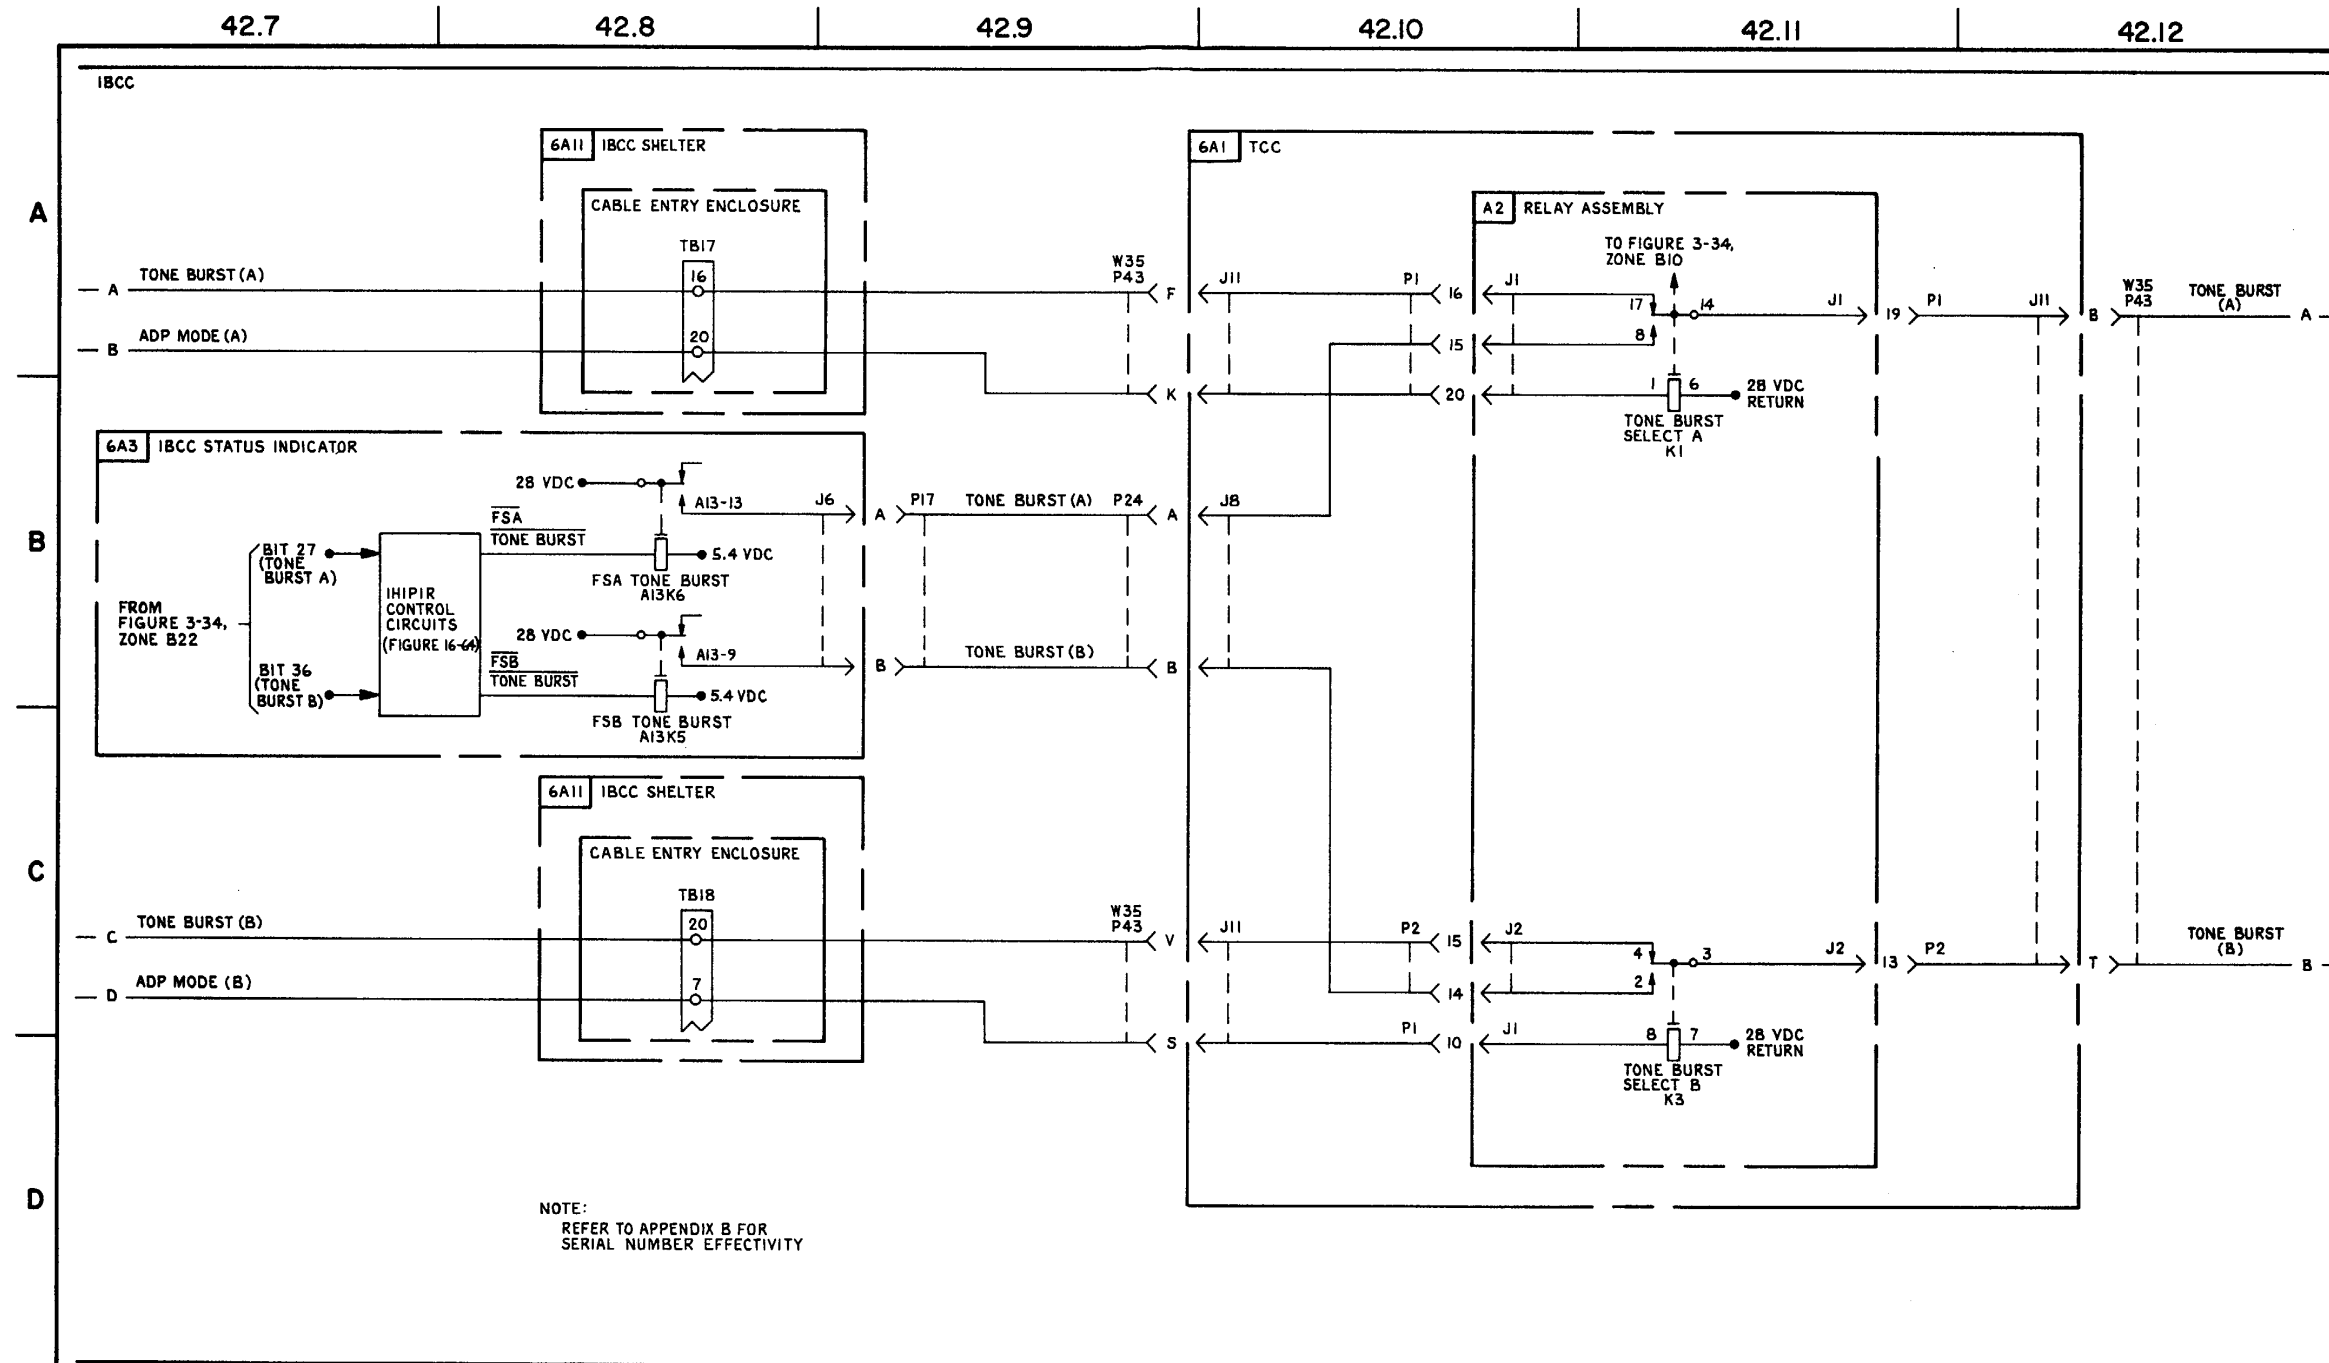 42.7 42.8 42.9 42.10 42.11 42.12
IBCC
A
B
C
D
6A11 IBCC SHELTER
CABLE ENTRY ENCLOSURE
TB17
16
20
A TONE BURST (A)
B ADP MODE (A)
W35
P43
F
K
6A1 TCC
J11
P1
16
15
20
A2 RELAY ASSEMBLY
TO FIGURE 3-34,
ZONE B10
J1
17
14
8
J1
19
P1
J11
B
W35
P43
TONE BURST
(A)
A
1
6
28 VDC
RETURN
TONE BURST
SELECT A
K1
6A3 IBCC STATUS INDICATOR
28 VDC
A13-13
J6
A
P17
TONE BURST (A)
P24
A
J8
FSA
TONE BURST
5.4 VDC
FSA TONE BURST
A13K6
BIT 27
(TONE
BURST A)
FROM
FIGURE 3-34,
ZONE B22
IHIPIR
CONTROL
CIRCUITS
(FIGURE 16-64)
BIT 36
(TONE
BURST B)
28 VDC
A13-9
B
TONE BURST (B)
B
FSB
TONE BURST
5.4 VDC
FSB TONE BURST
A13K5
6A11 IBCC SHELTER
CABLE ENTRY ENCLOSURE
TB18
20
7
C TONE BURST (B)
D ADP MODE (B)
W35
P43
V
S
J11
P2
15
14
P1
10
J2
4
3
2
J2
13
P2
T
TONE BURST
(B)
B
J1
8
7
28 VDC
RETURN
TONE BURST
SELECT B
K3
NOTE:
REFER TO APPENDIX B FOR
SERIAL NUMBER EFFECTIVITY